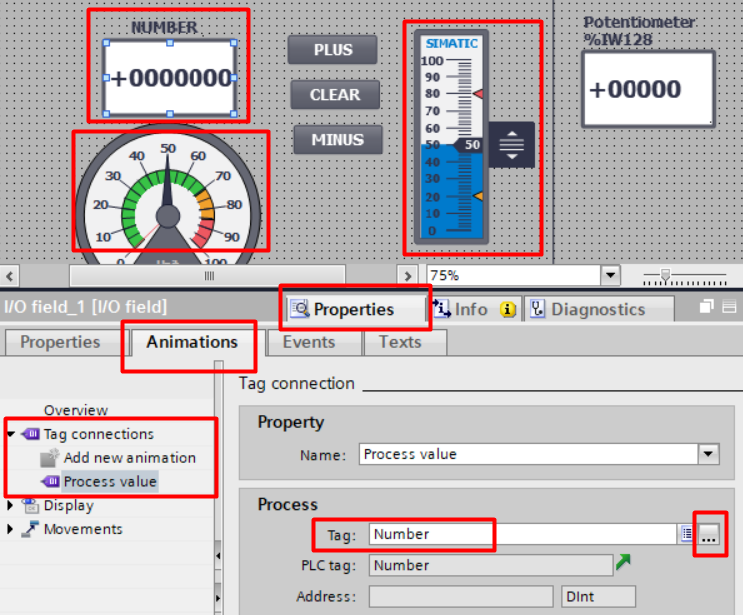 NUMBER
+0000000
PLUS
CLEAR
MINUS
SIMATIC
100
90
80
70
60
50
40
30
20
10
0
50
Potentiometer
%IW128
+00000
0
10
20
30
40
50
60
70
80
90
100
75%
I/O field_1 [I/O field]
Properties
Info
Diagnostics
Properties
Animations
Events
Texts
Overview
Tag connections
Add new animation
Process value
Display
Movements
Tag connection
Property
Name:
Process value
Process
Tag:
Number
...
PLC tag:
Number
Address:
DInt